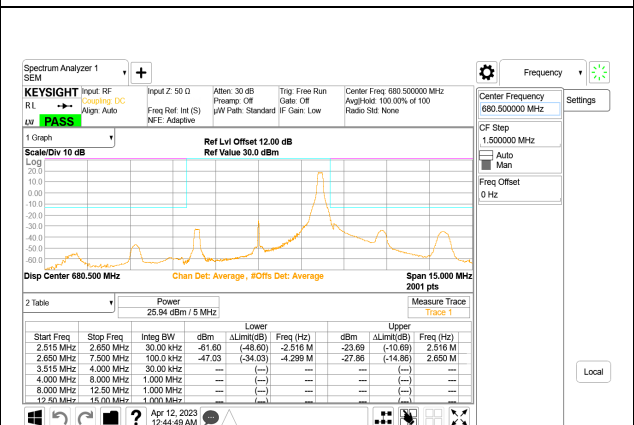 Spectrum Analyzer 1
SEM
Frequency
KEYSIGHT
R L
LXI
PASS
Input: RF
Coupling: DC
Align: Auto
Input Z: 50 Ω
Freq Ref: Int (S)
NFE: Adaptive
Atten: 30 dB
Preamp: Off
µW Path: Standard
Trig: Free Run
Gate: Off
IF Gain: Low
Center Freq: 680.500000 MHz
Avg|Hold: 100.00% of 100
Radio Std: None
Center Frequency
680.500000 MHz
Settings
CF Step
1.500000 MHz
Auto
Man
Freq Offset
0 Hz
Local
1 Graph
Scale/Div 10 dB
Ref Lvl Offset 12.00 dB
Ref Value 30.0 dBm
Log
20.0
10.0
0.00
-10.0
-20.0
-30.0
-40.0
-50.0
-60.0
Disp Center 680.500 MHz
Chan Det: Average , #Offs Det: Average
Span 15.000 MHz
2001 pts
2 Table
Power
25.94 dBm / 5 MHz
Measure Trace
Trace 1
Lower Upper
Start Freq Stop Freq Integ BW dBm ΔLimit(dB) Freq (Hz) dBm ΔLimit(dB) Freq (Hz)
2.515 MHz 2.650 MHz 30.00 kHz -61.60 (-48.60) -2.516 M -23.69 (-10.69) 2.516 M
2.650 MHz 7.500 MHz 100.0 kHz -47.03 (-34.03) -4.299 M -27.86 (-14.86) 2.650 M
3.515 MHz 4.000 MHz 30.00 kHz --- (---) --- --- (---) ---
4.000 MHz 8.000 MHz 1.000 MHz --- (---) --- --- (---) ---
8.000 MHz 12.50 MHz 1.000 MHz --- (---) --- --- (---) ---
12.50 MHz 15.00 MHz 1.000 MHz --- (---) --- --- (---) ---
Apr 12, 2023
12:44:49 AM